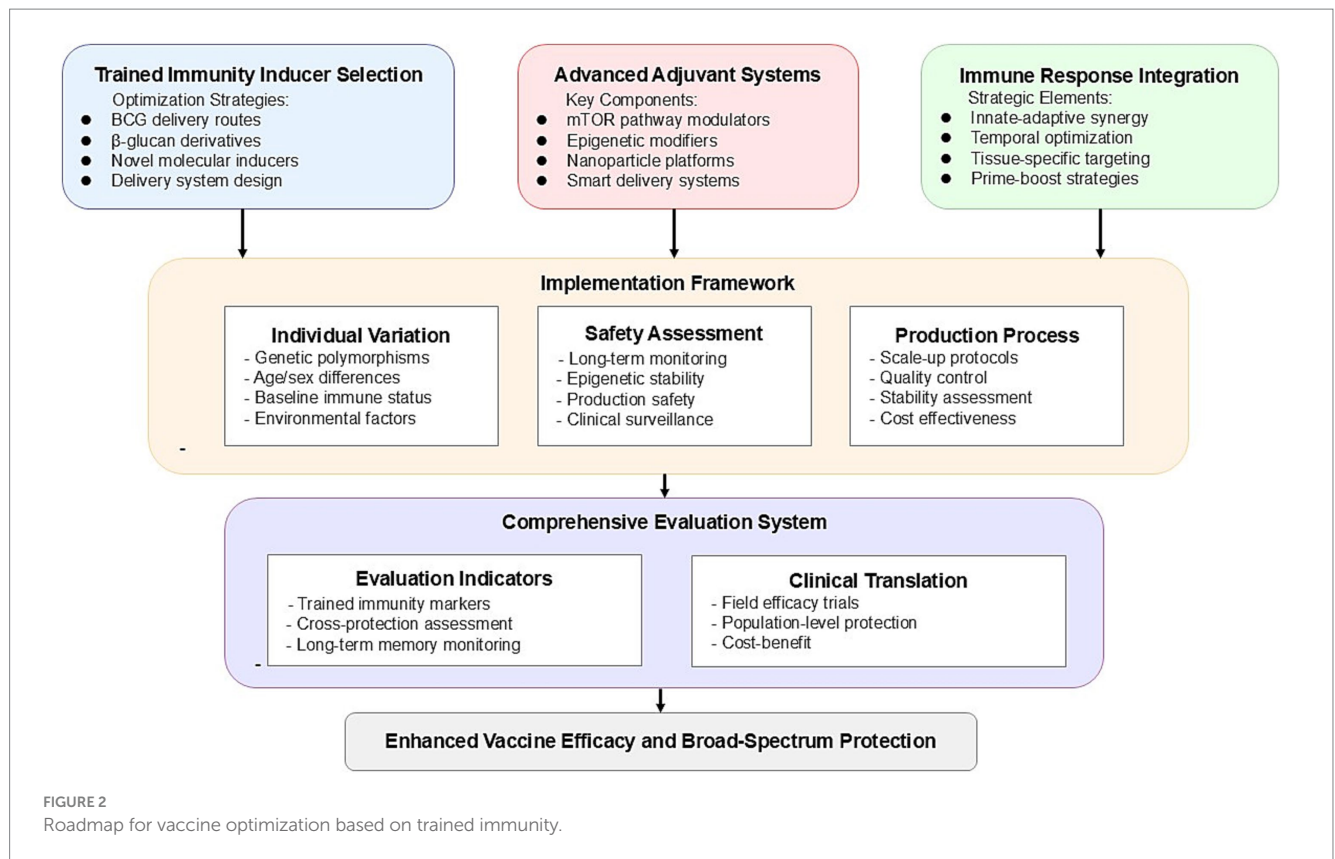 Trained Immunity Inducer Selection
Optimization Strategies:
● BCG delivery routes
● β-glucan derivatives
● Novel molecular inducers
● Delivery system design
Advanced Adjuvant Systems
Key Components:
● mTOR pathway modulators
● Epigenetic modifiers
● Nanoparticle platforms
● Smart delivery systems
Immune Response Integration
Strategic Elements:
● Innate-adaptive synergy
● Temporal optimization
● Tissue-specific targeting
● Prime-boost strategies
Implementation Framework
Individual Variation
- Genetic polymorphisms
- Age/sex differences
- Baseline immune status
- Environmental factors
Safety Assessment
- Long-term monitoring
- Epigenetic stability
- Production safety
- Clinical surveillance
Production Process
- Scale-up protocols
- Quality control
- Stability assessment
- Cost effectiveness
-
Comprehensive Evaluation System
Evaluation Indicators
- Trained immunity markers
- Cross-protection assessment
- Long-term memory monitoring
Clinical Translation
- Field efficacy trials
- Population-level protection
- Cost-benefit
-
Enhanced Vaccine Efficacy and Broad-Spectrum Protection
FIGURE 2
Roadmap for vaccine optimization based on trained immunity.